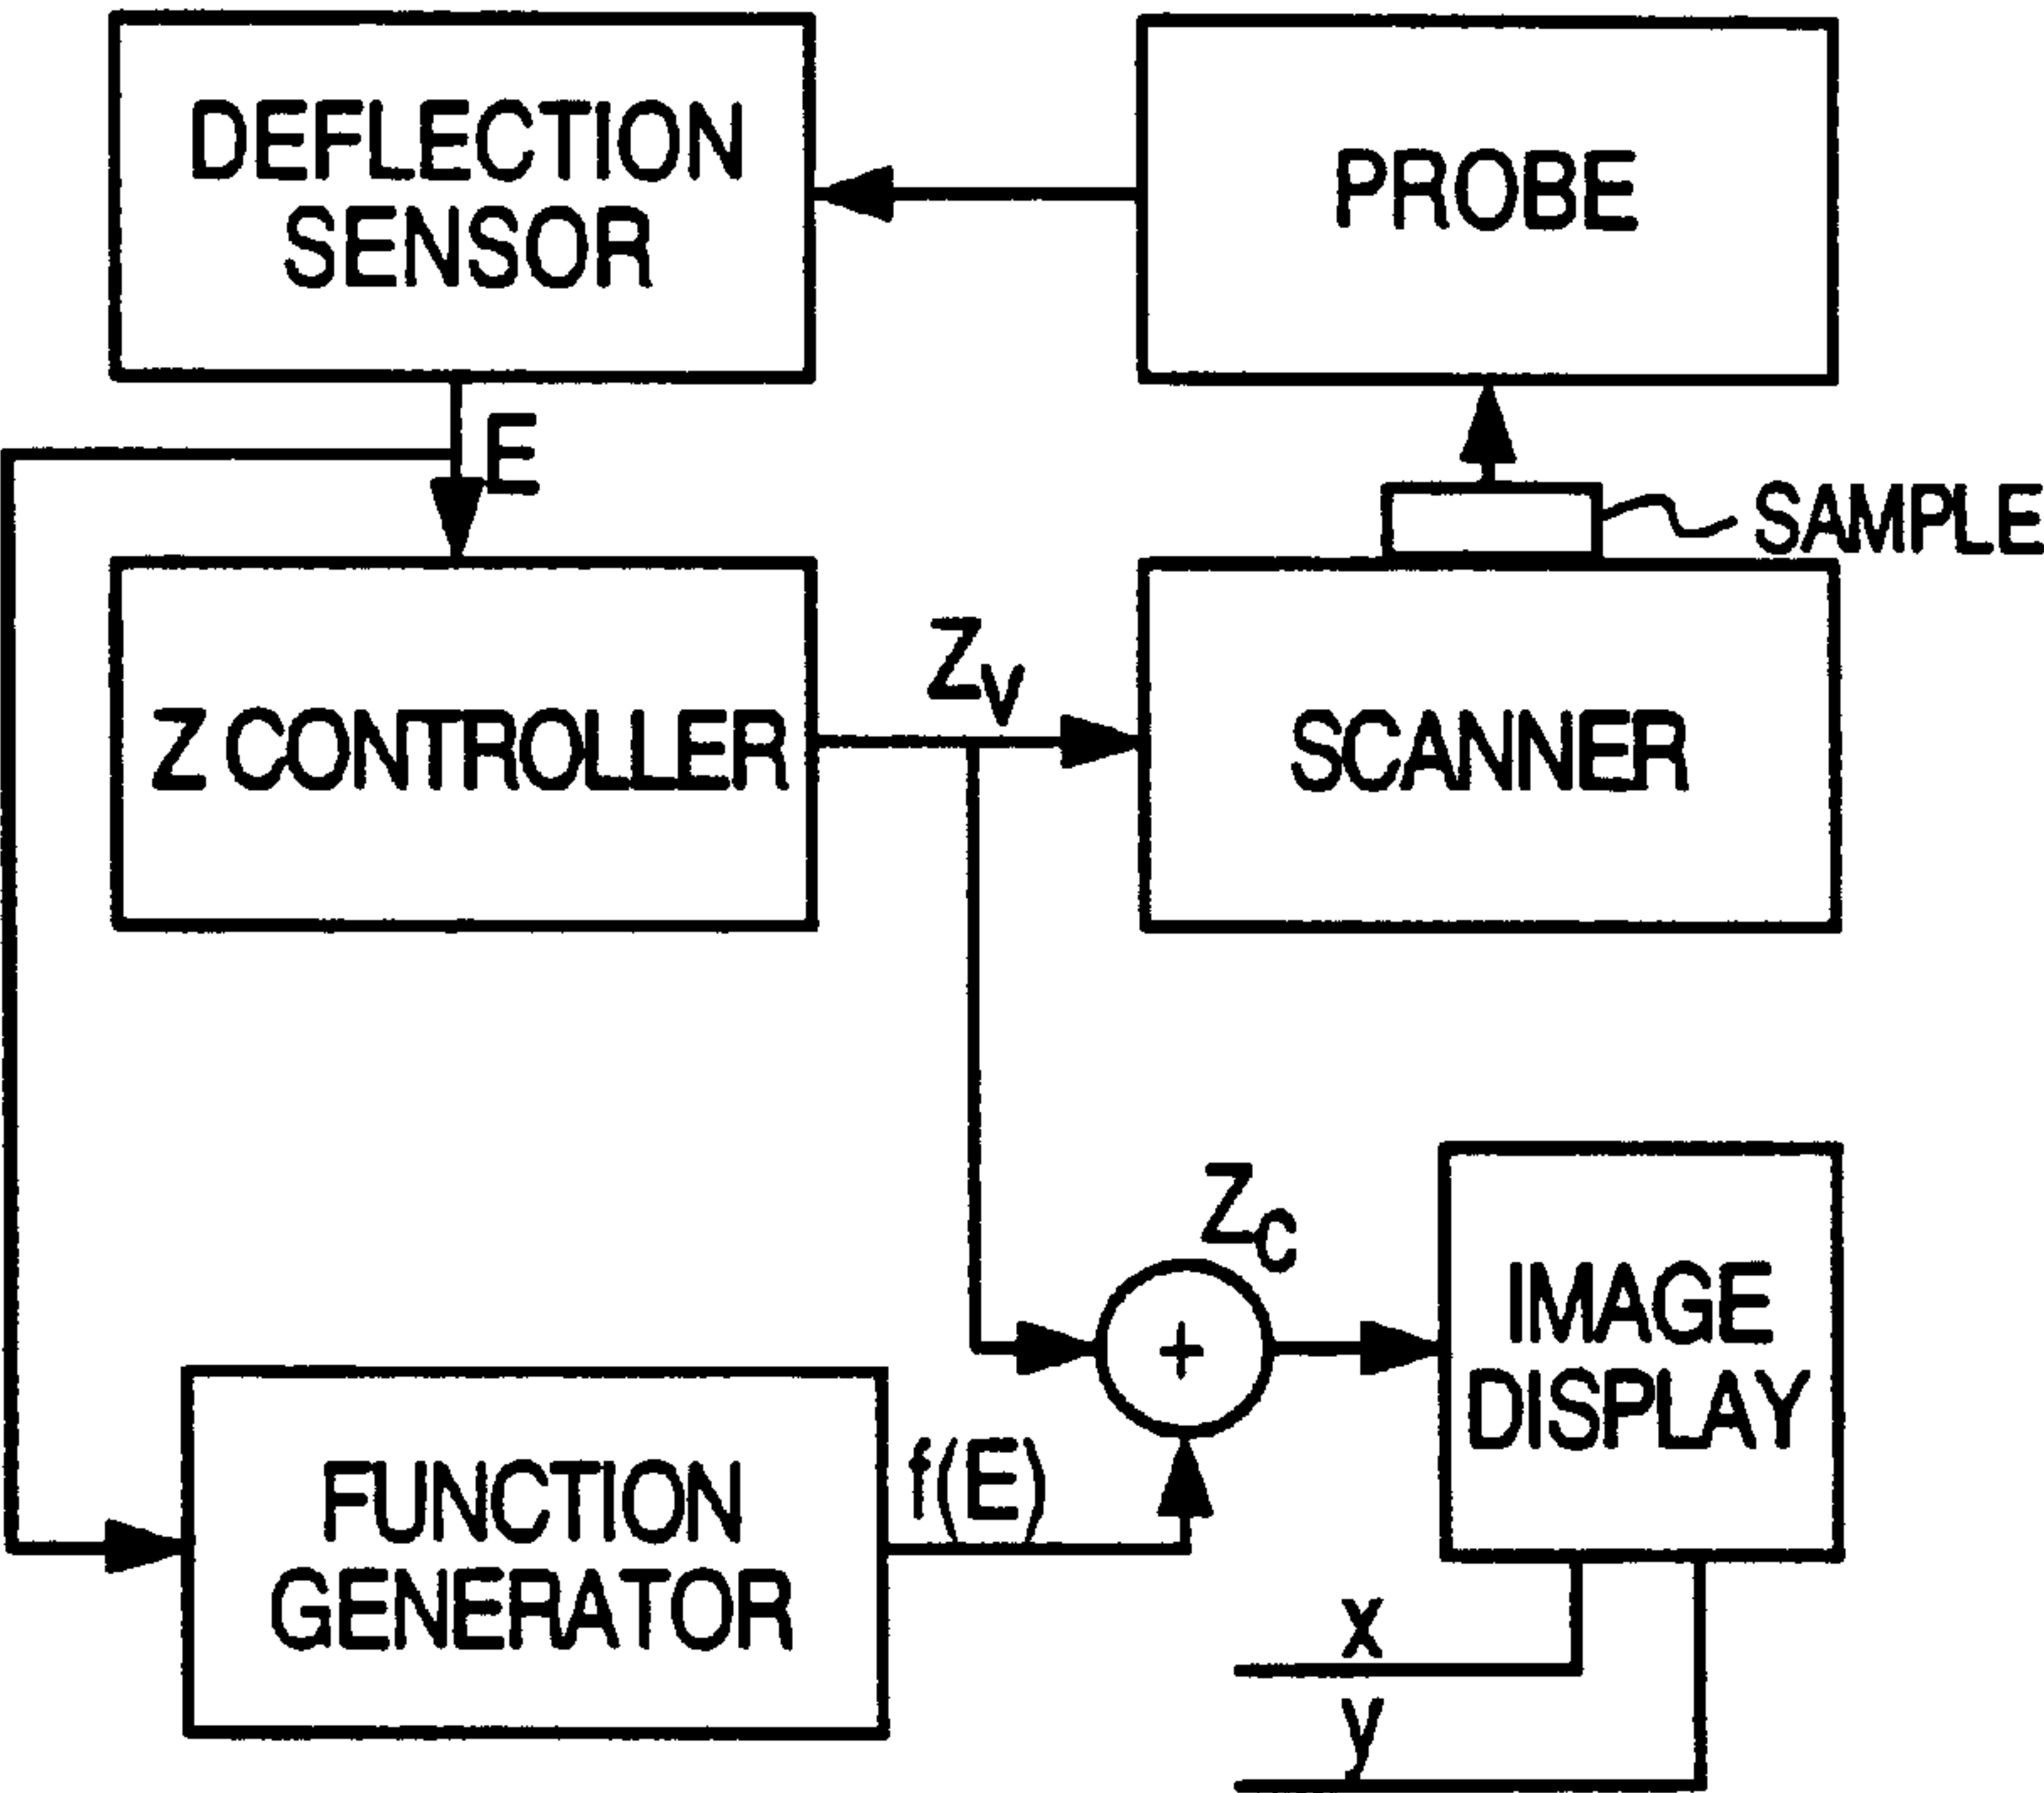 DEFLECTION
SENSOR
PROBE
E
SAMPLE
Z CONTROLLER
Zv
SCANNER
Zc
+
IMAGE
DISPLAY
f(E)
FUNCTION
GENERATOR
x
y